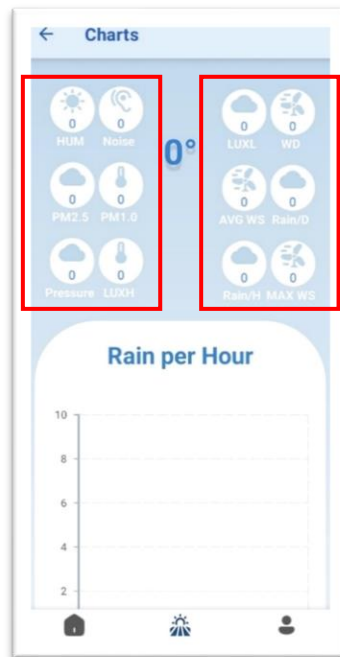 Charts
0 0 0 0
HUM Noise LUXL WD
0°
0 0 0 0
PM2.5 PM1.0 AVG WS Rain/D
0 0 0 0
Pressure LUXH Rain/H MAX WS
Rain per Hour
10
8
6
4
2